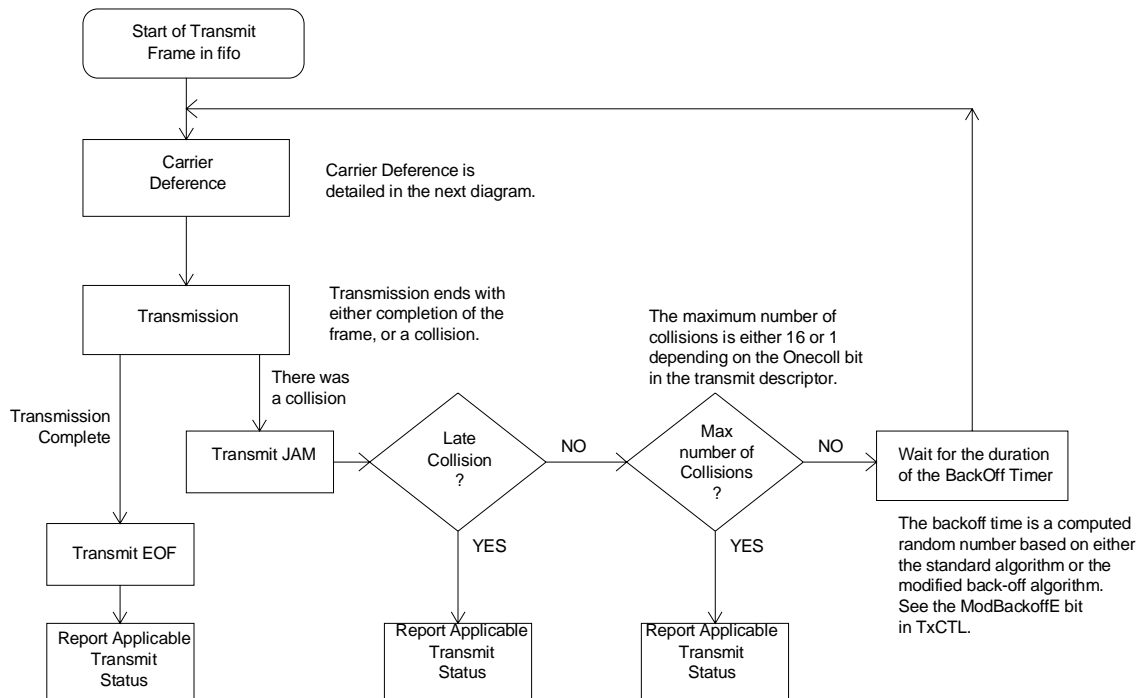 Start of Transmit
Frame in fifo
Carrier
Deference
Carrier Deference is
detailed in the next diagram.
Transmission
Transmission ends with
either completion of the
frame, or a collision.
The maximum number of
collisions is either 16 or 1
depending on the Onecoll bit
in the transmit descriptor.
There was
a collision
Transmission
Complete
Transmit JAM
Late
Collision
?
NO
Max
number of
Collisions
?
NO
Wait for the duration
of the BackOff Timer
YES
YES
The backoff time is a computed
random number based on either
the standard algorithm or the
modified back-off algorithm.
See the ModBackoffE bit
in TxCTL.
Transmit EOF
Report Applicable
Transmit
Status
Report Applicable
Transmit
Status
Report Applicable
Transmit
Status